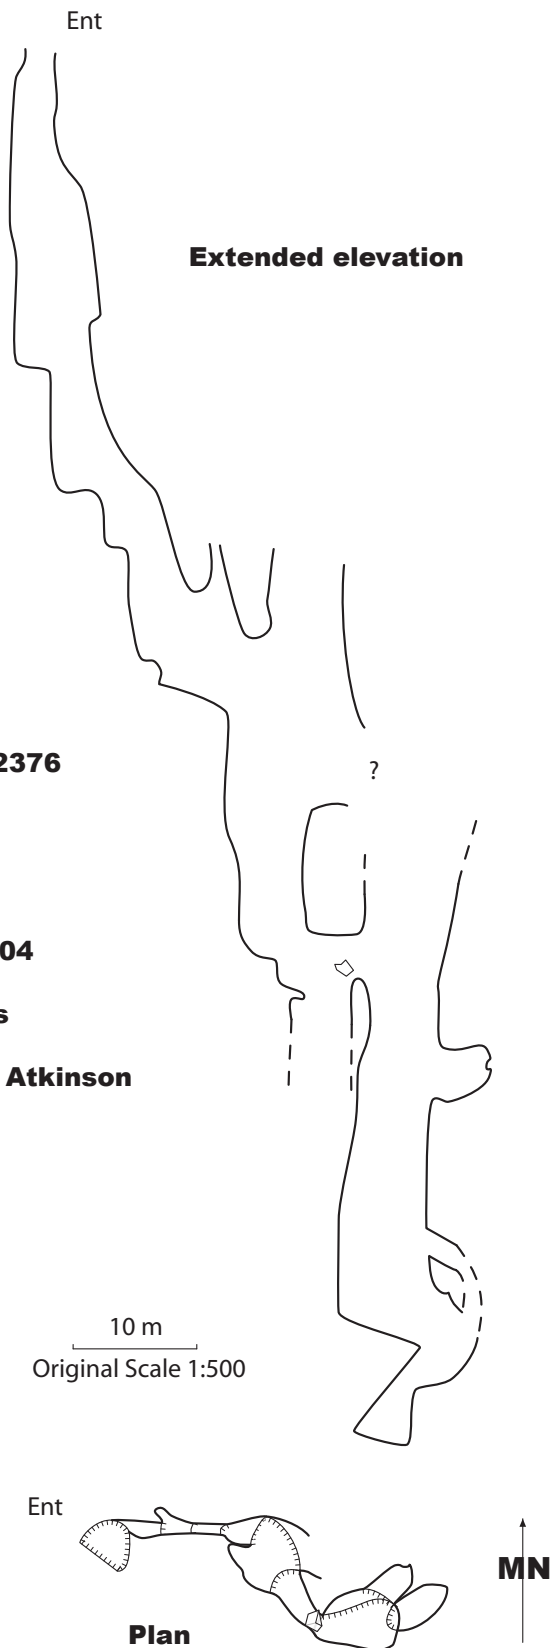 Ent
Extended elevation
2376
?
04
s
Atkinson
10 m
Original Scale 1:500
Ent
MN
Plan